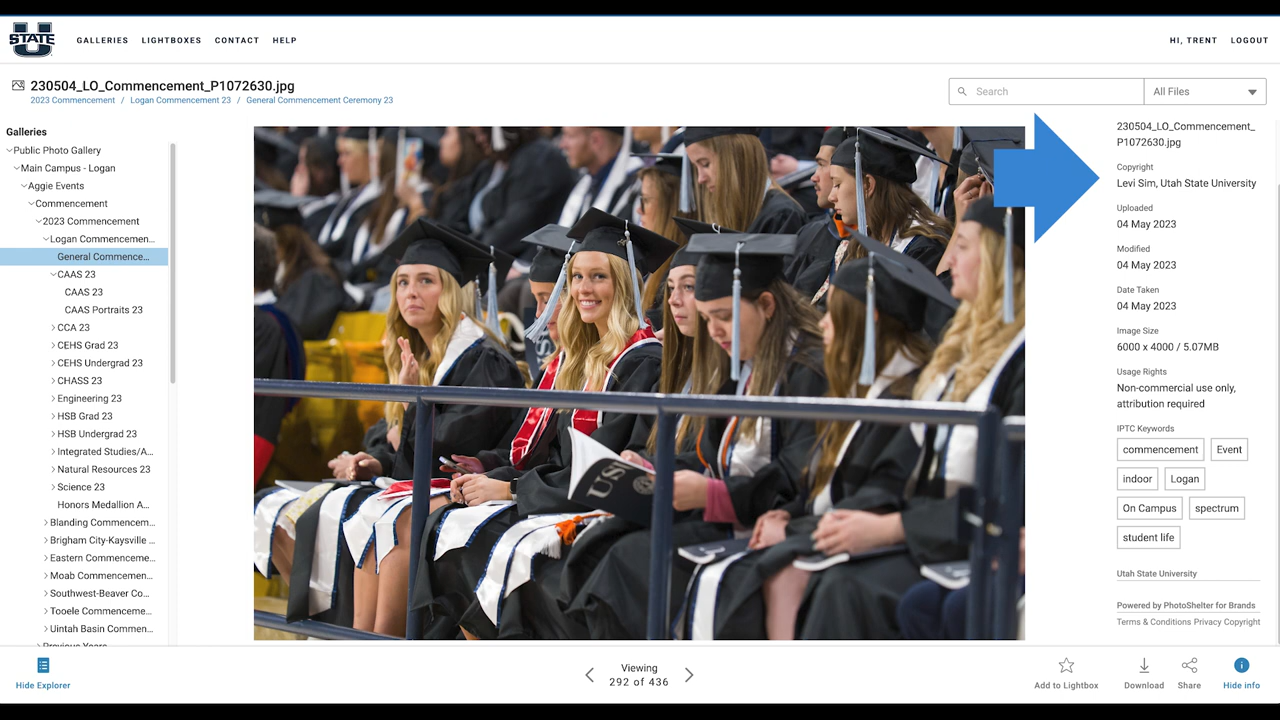 STATE
GALLERIES LIGHTBOXES CONTACT HELP
HI, TRENT LOGOUT
230504_LO_Commencement_P1072630.jpg
2023 Commencement / Logan Commencement 23 / General Commencement Ceremony 23
Search
All Files
Galleries
Public Photo Gallery
Main Campus - Logan
Aggie Events
Commencement
2023 Commencement
Logan Commencemen...
General Commence...
CAAS 23
CAAS 23
CAAS Portraits 23
CCA 23
CEHS Grad 23
CEHS Undergrad 23
CHASS 23
Engineering 23
HSB Grad 23
HSB Undergrad 23
Integrated Studies/A...
Natural Resources 23
Science 23
Honors Medallion A...
Blanding Commencem...
Brigham City-Kaysville ...
Eastern Commenceme...
Moab Commencemen...
Southwest-Beaver Co...
Tooele Commenceme...
Uintah Basin Commen...
Previous Years
USU
230504_LO_Commencement_
P1072630.jpg
Copyright
Levi Sim, Utah State University
Uploaded
04 May 2023
Modified
04 May 2023
Date Taken
04 May 2023
Image Size
6000 x 4000 / 5.07MB
Usage Rights
Non-commercial use only,
attribution required
IPTC Keywords
commencement Event
indoor Logan
On Campus spectrum
student life
Utah State University
Powered by PhotoShelter for Brands
Terms & Conditions Privacy Copyright
Hide Explorer
Viewing
292 of 436
Add to Lightbox Download Share Hide info